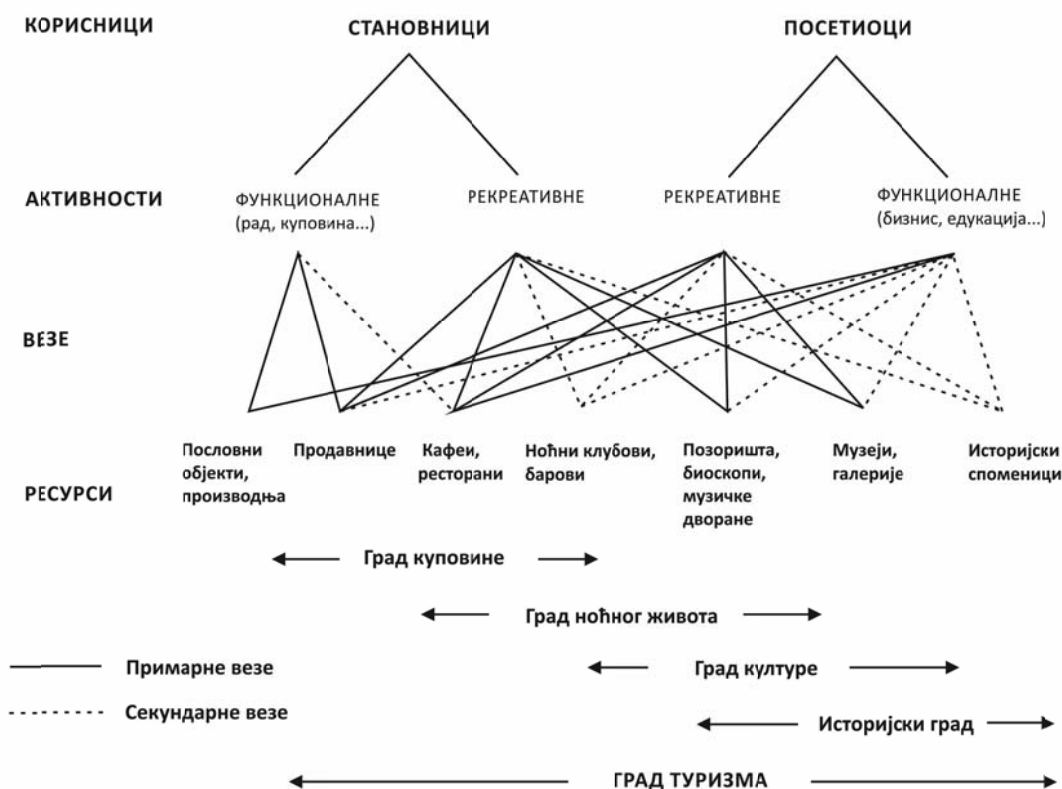 КОРИСНИЦИ
СТАНОВНИЦИ
ПОСЕТИОЦИ
АКТИВНОСТИ
ФУНКЦИОНАЛНЕ
(рад, куповина...)
РЕКРЕАТИВНЕ
РЕКРЕАТИВНЕ
ФУНКЦИОНАЛНЕ
(бизнис, едукација...)
ВЕЗЕ
РЕСУРСИ
Пословни
објекти,
производња
Продавнице
Кафеи,
ресторани
Ноћни клубови,
барови
Позоришта,
биоскопи,
музичке
дворане
Музеји,
галерије
Историјски
споменици
Град куповине
Град ноћног живота
Примарне везе
Град културе
Секундарне везе
Историјски град
ГРАД ТУРИЗМА